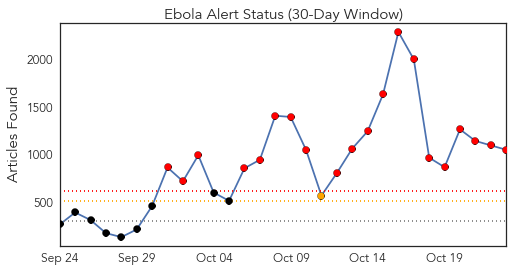 Ebola Alert Status (30-Day Window)
Articles Found
2000
1500
1000
500
Sep 24 Sep 29 Oct 04 Oct 09 Oct 14 Oct 19